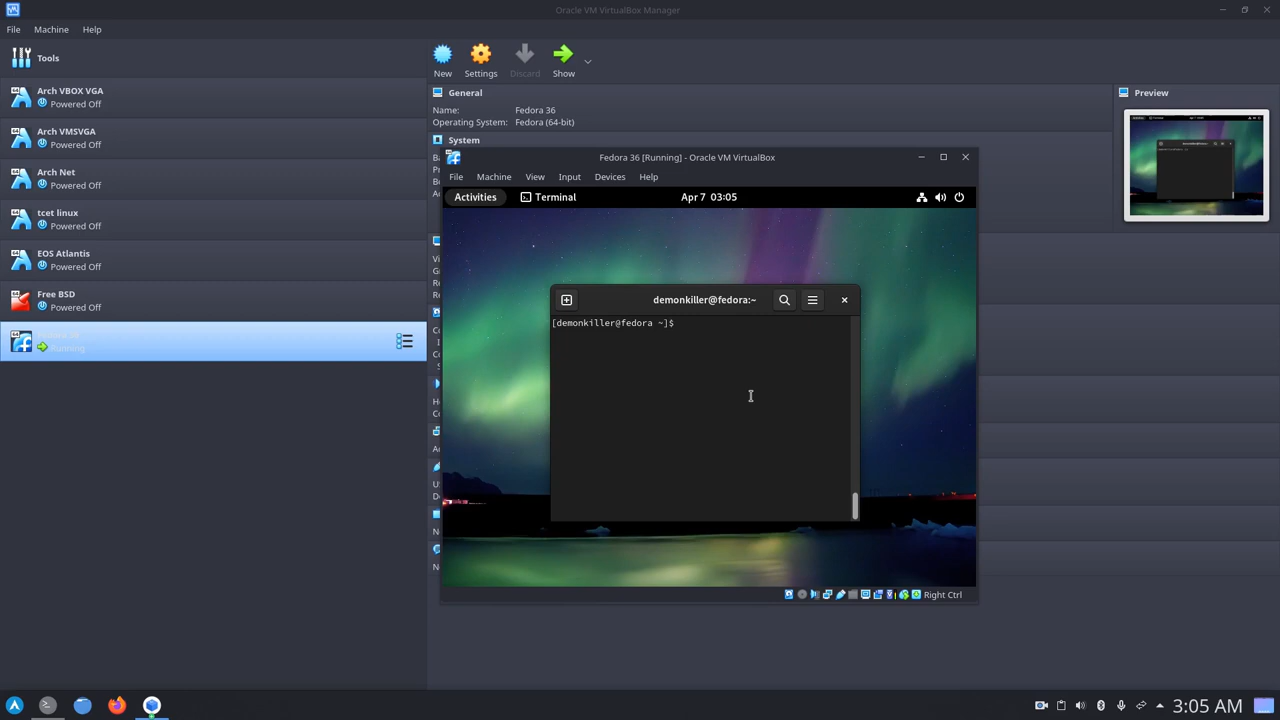 Oracle VM VirtualBox Manager
File Machine Help
Tools
New Settings Discard Show
Arch VBOX VGA
Powered Off
Arch VMSVGA
Powered Off
Arch Net
Powered Off
tcet linux
Powered Off
EOS Atlantis
Powered Off
Free BSD
Powered Off
Fedora 36
Running
General
Name: Fedora 36
Operating System: Fedora (64-bit)
System
Preview
Fedora 36 [Running] - Oracle VM VirtualBox
File Machine View Input Devices Help
Activities Terminal Apr 7 03:05
demonkiller@fedora:~
[demonkiller@fedora ~]$
Right Ctrl
3:05 AM